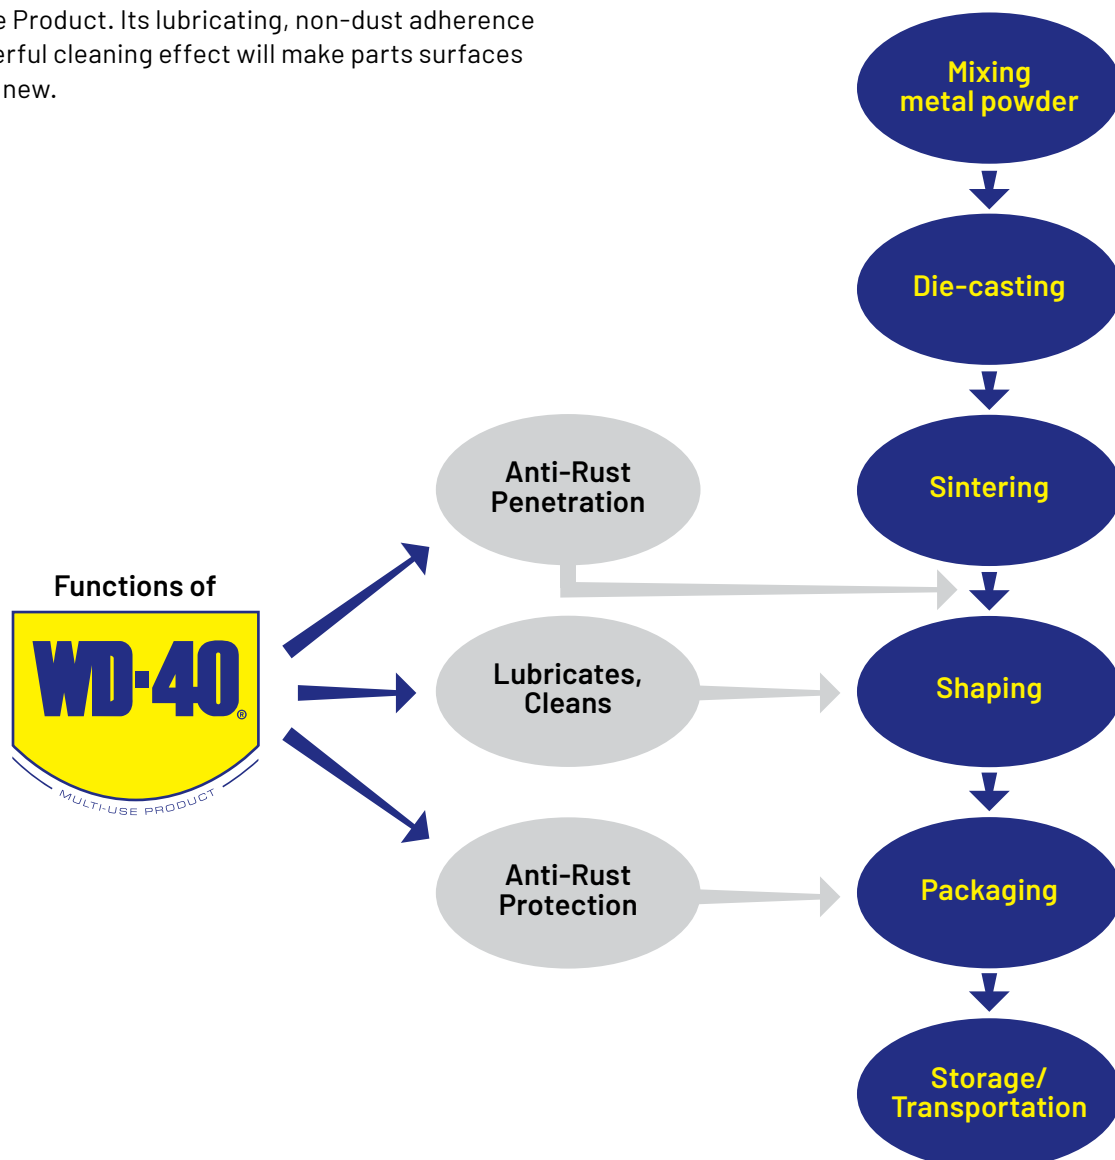 e Product. Its lubricating, non-dust adherence
erful cleaning effect will make parts surfaces
new.
Mixing
metal powder
Die-casting
Sintering
Anti-Rust
Penetration
Functions of
WD-40®
MULTI-USE PRODUCT
Lubricates,
Cleans
Shaping
Anti-Rust
Protection
Packaging
Storage/
Transportation